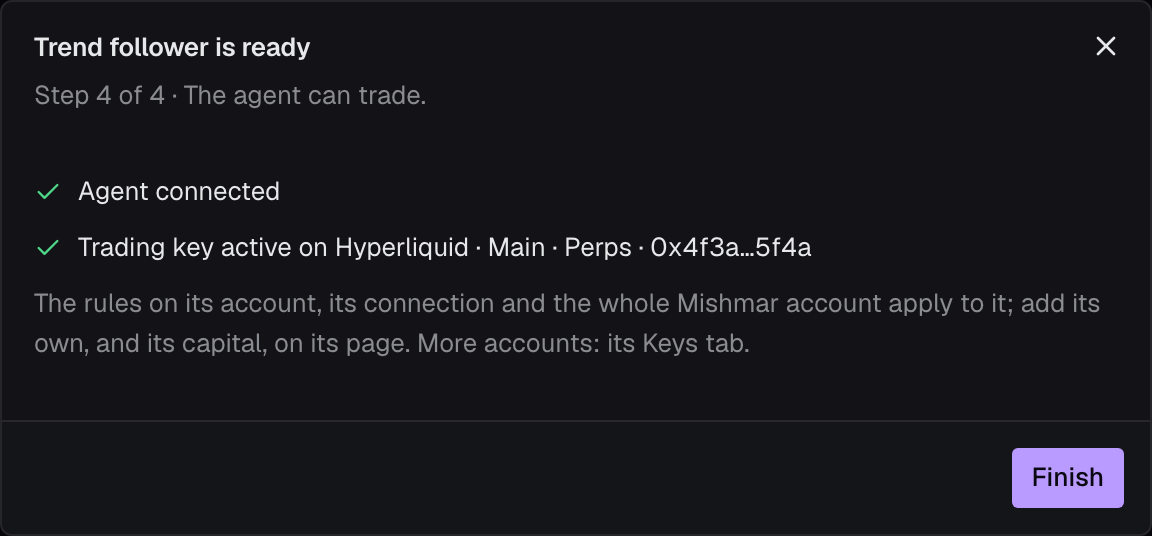 Trend follower is ready
Step 4 of 4 · The agent can trade.
Agent connected
Trading key active on Hyperliquid · Main · Perps · 0x4f3a…5f4a
The rules on its account, its connection and the whole Mishmar account apply to it; add its
own, and its capital, on its page. More accounts: its Keys tab.
Finish